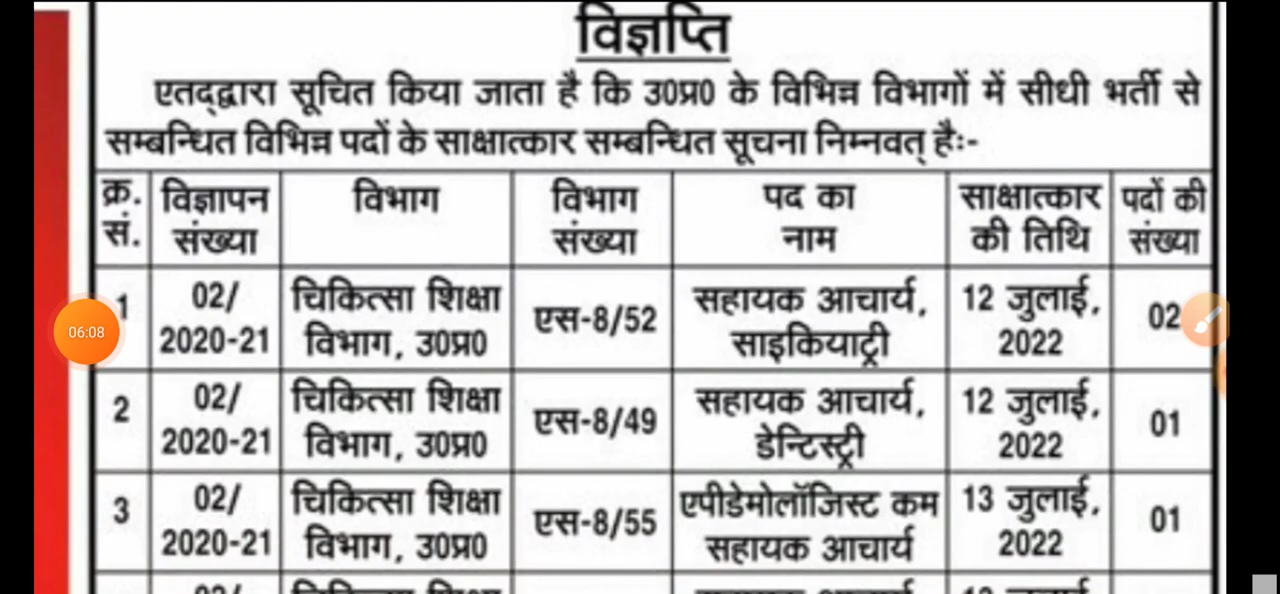 विज्ञप्ति
एतद्द्वारा सूचित किया जाता है कि उ0प्र0 के विभिन्न विभागों में सीधी भर्ती से
सम्बन्धित विभिन्न पदों के साक्षात्कार सम्बन्धित सूचना निम्नवत् हैः-
क्र. सं. विज्ञापन संख्या विभाग विभाग संख्या पद का नाम साक्षात्कार की तिथि पदों की संख्या
1 02/ 2020-21 चिकित्सा शिक्षा विभाग, उ0प्र0 एस-8/52 सहायक आचार्य, साइकियाट्री 12 जुलाई, 2022 02
2 02/ 2020-21 चिकित्सा शिक्षा विभाग, उ0प्र0 एस-8/49 सहायक आचार्य, डेन्टिस्ट्री 12 जुलाई, 2022 01
3 02/ 2020-21 चिकित्सा शिक्षा विभाग, उ0प्र0 एस-8/55 एपीडेमोलॉजिस्ट कम सहायक आचार्य 13 जुलाई, 2022 01
06:08